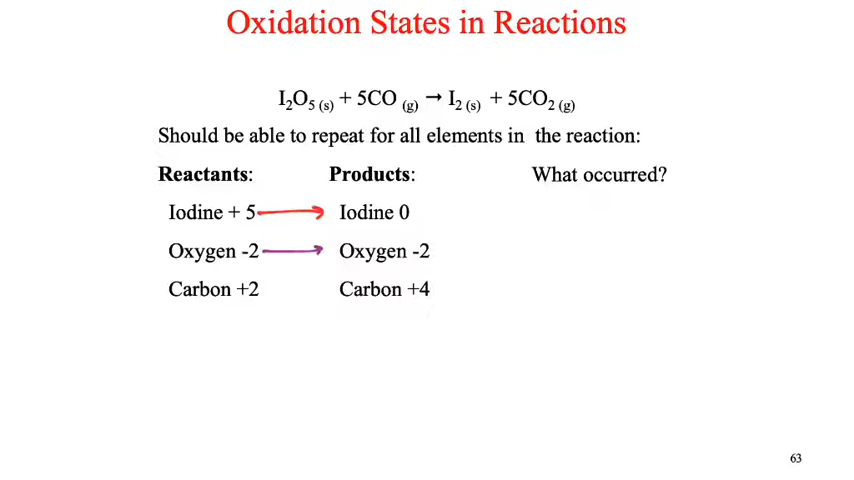 Oxidation States in Reactions
I₂O₅ (s) + 5CO (g) → I₂ (s) + 5CO₂ (g)
Should be able to repeat for all elements in the reaction:
Reactants: Products: What occurred?
Iodine + 5 → Iodine 0
Oxygen -2 → Oxygen -2
Carbon +2 Carbon +4
63